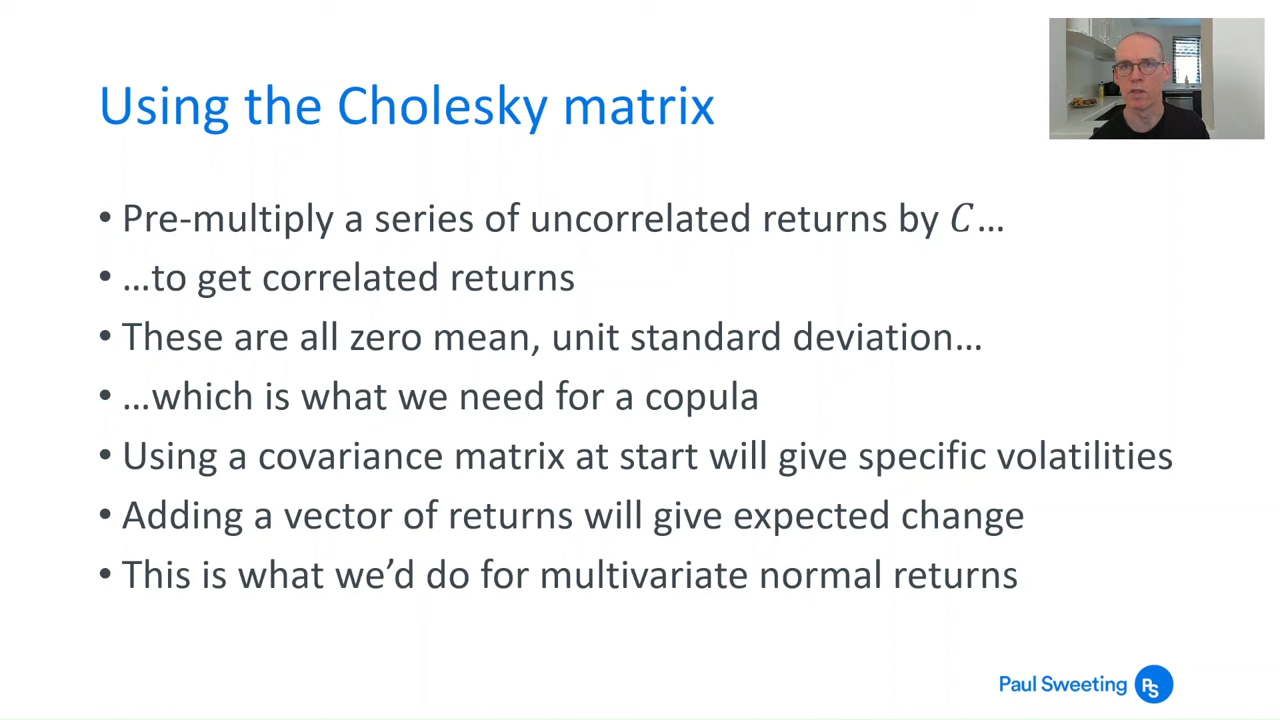 Using the Cholesky matrix
• Pre-multiply a series of uncorrelated returns by C…
• …to get correlated returns
• These are all zero mean, unit standard deviation…
• …which is what we need for a copula
• Using a covariance matrix at start will give specific volatilities
• Adding a vector of returns will give expected change
• This is what we’d do for multivariate normal returns
Paul Sweeting PS